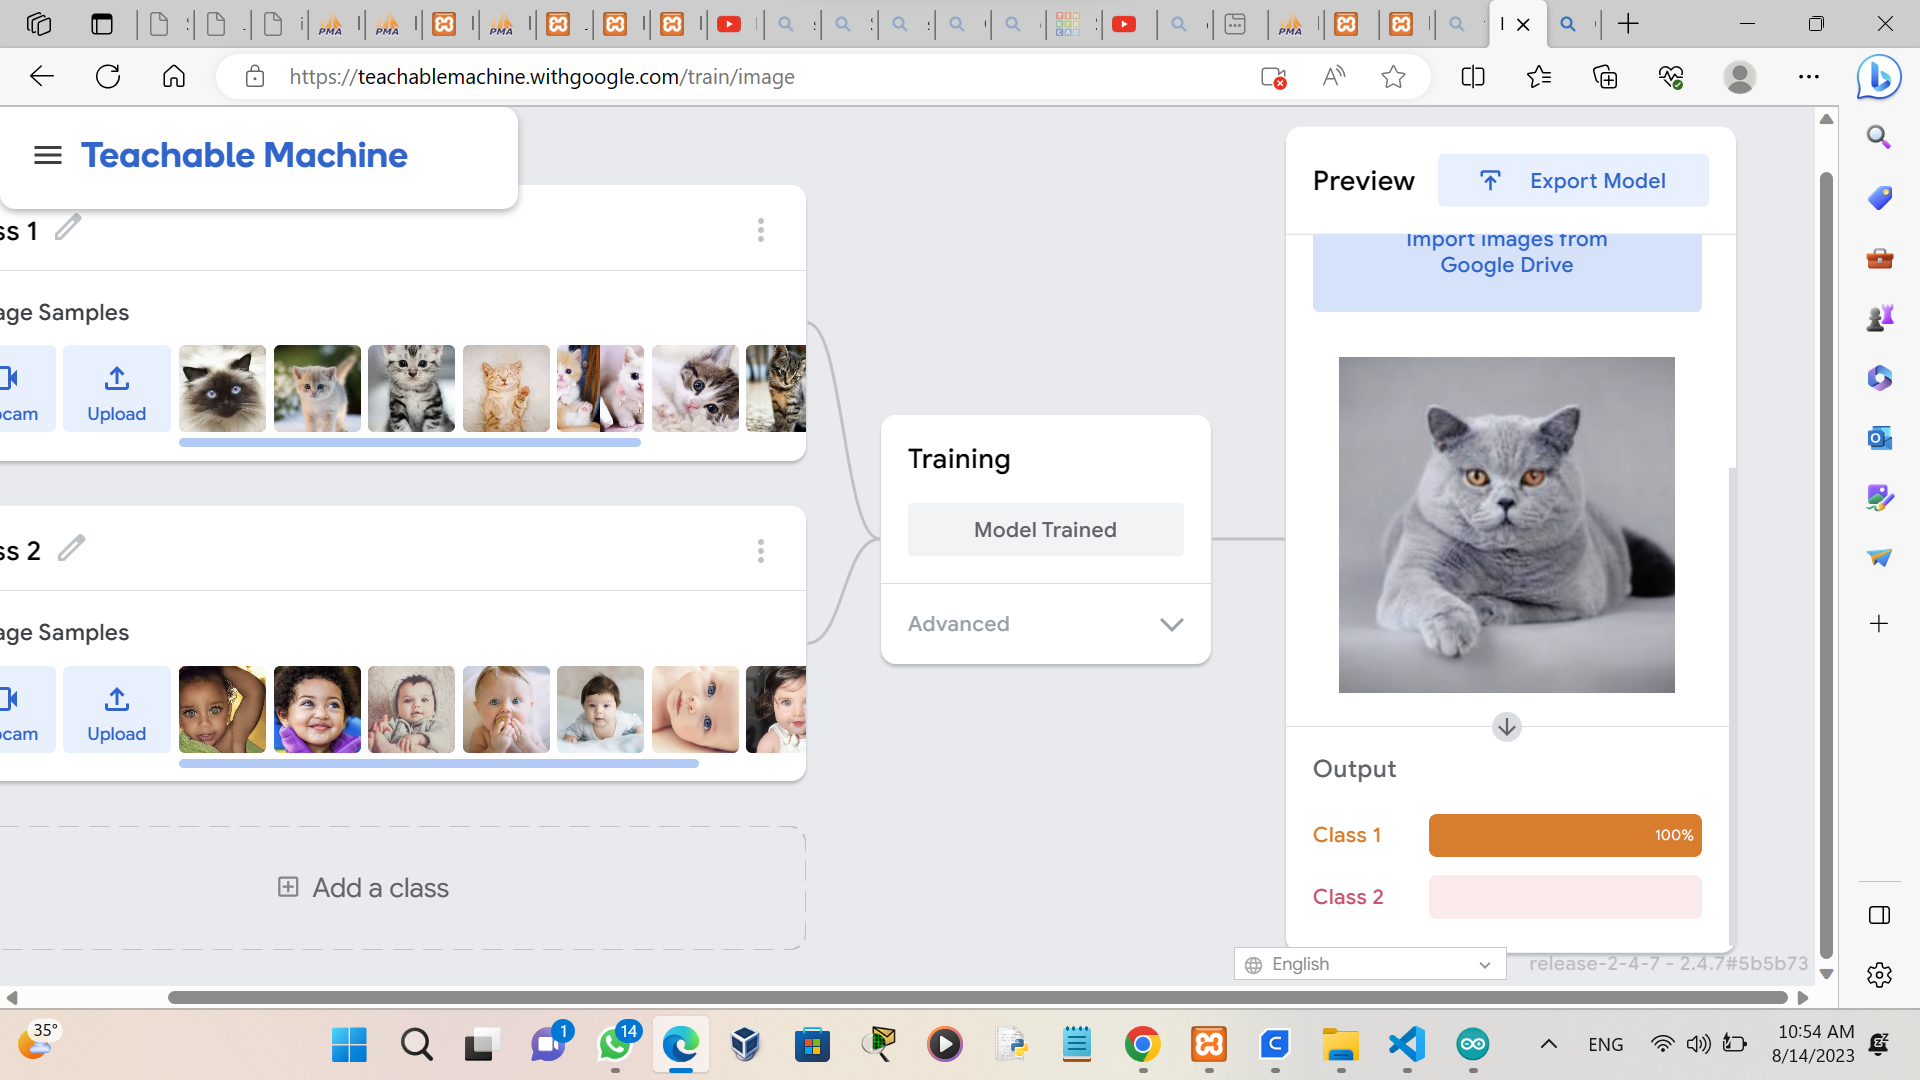 https://teachablemachine.withgoogle.com/train/image
Teachable Machine
ss 1
age Samples
ocam
Upload
ss 2
age Samples
ocam
Upload
Add a class
Training
Model Trained
Advanced
Preview
Export Model
Import images from
Google Drive
Output
Class 1
100%
Class 2
English
release-2-4-7 - 2.4.7#5b5b73
35°
1
14
ENG
10:54 AM
8/14/2023